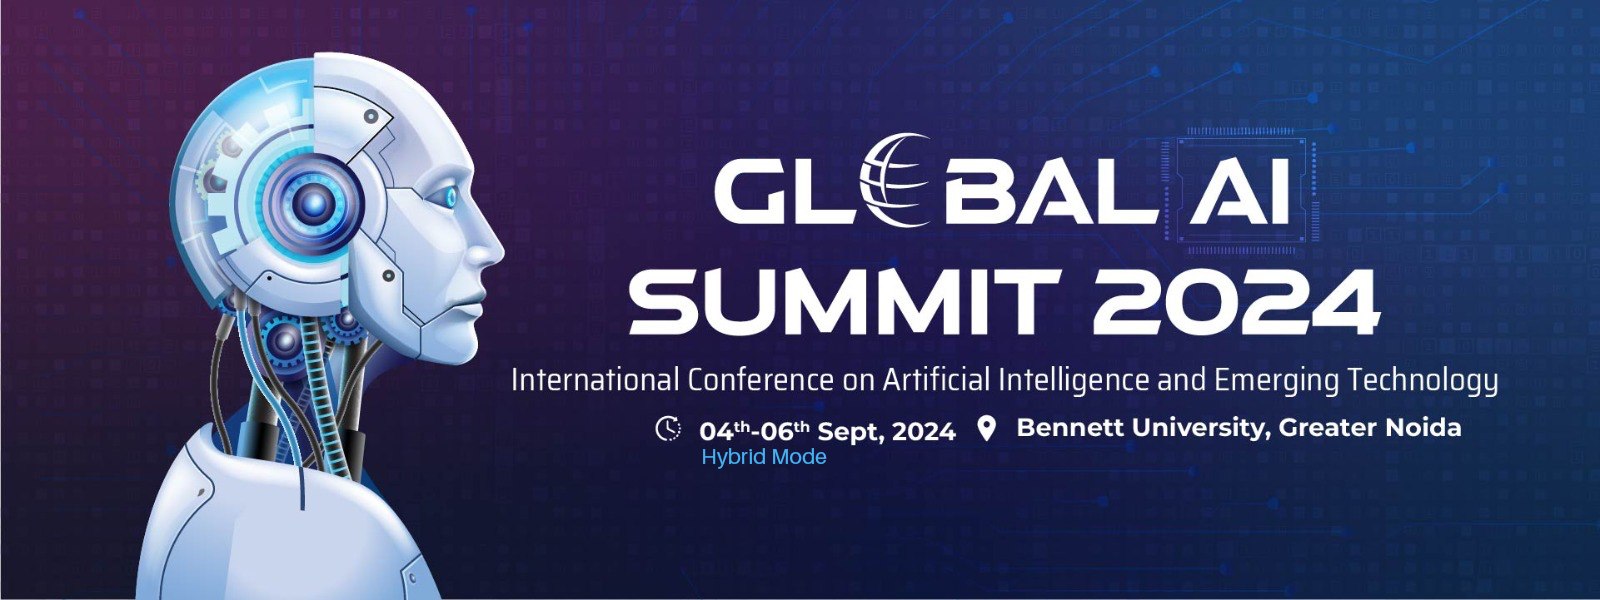 GLOBAL AI
SUMMIT 2024
International Conference on Artificial Intelligence and Emerging Technology
04th-06th Sept, 2024 Bennett University, Greater Noida
Hybrid Mode